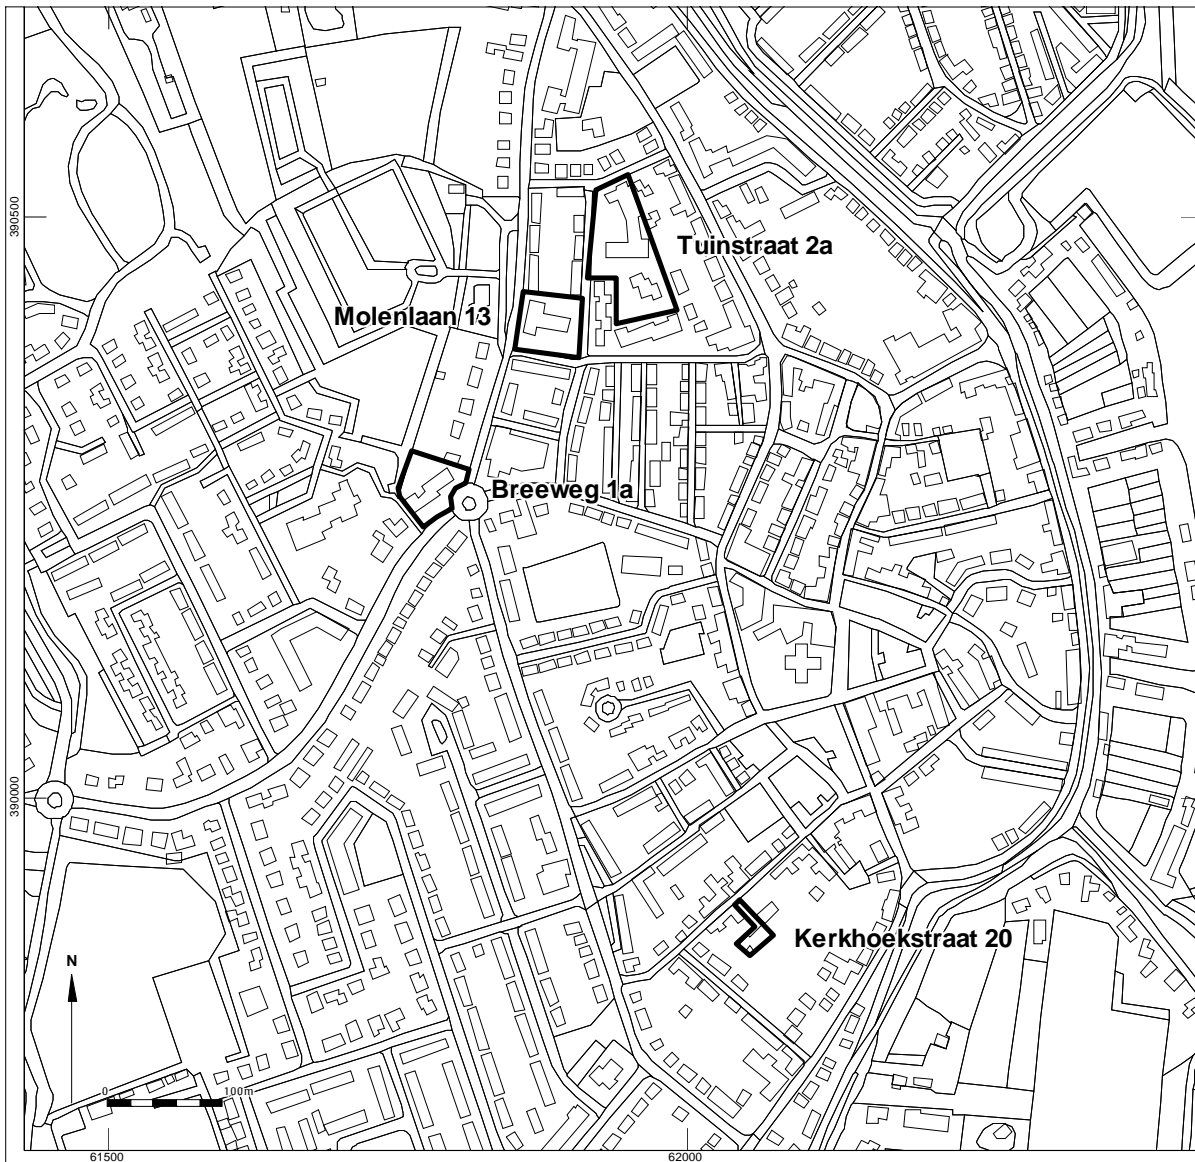 390500
Tuinstraat 2a
Molenlaan 13
Breeweg 1a
390000
Kerkhoekstraat 20
N
0 100m
61500 62000